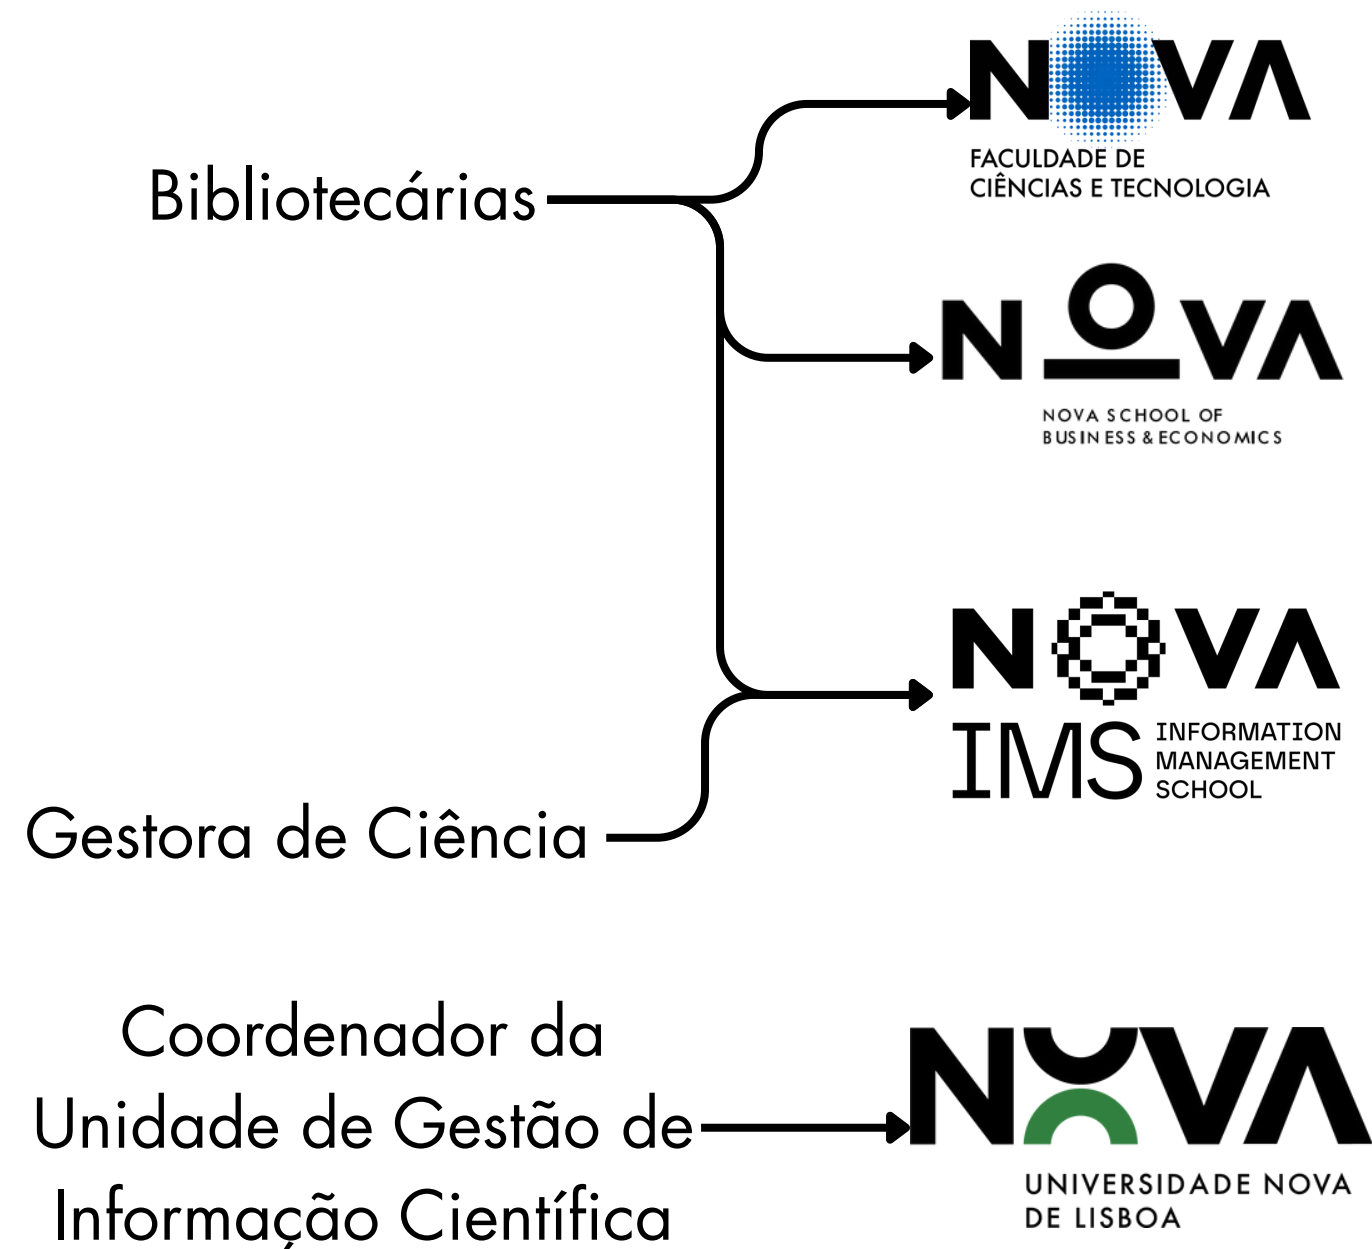 NOVA
FACULDADE DE
CIÊNCIAS E TECNOLOGIA
Bibliotecárias
NOVA
NOVA SCHOOL OF
BUSINESS & ECONOMICS
NOVA
IMS
INFORMATION
MANAGEMENT
SCHOOL
Gestora de Ciência
Coordenador da
Unidade de Gestão de
Informação Científica
NOVA
UNIVERSIDADE NOVA
DE LISBOA